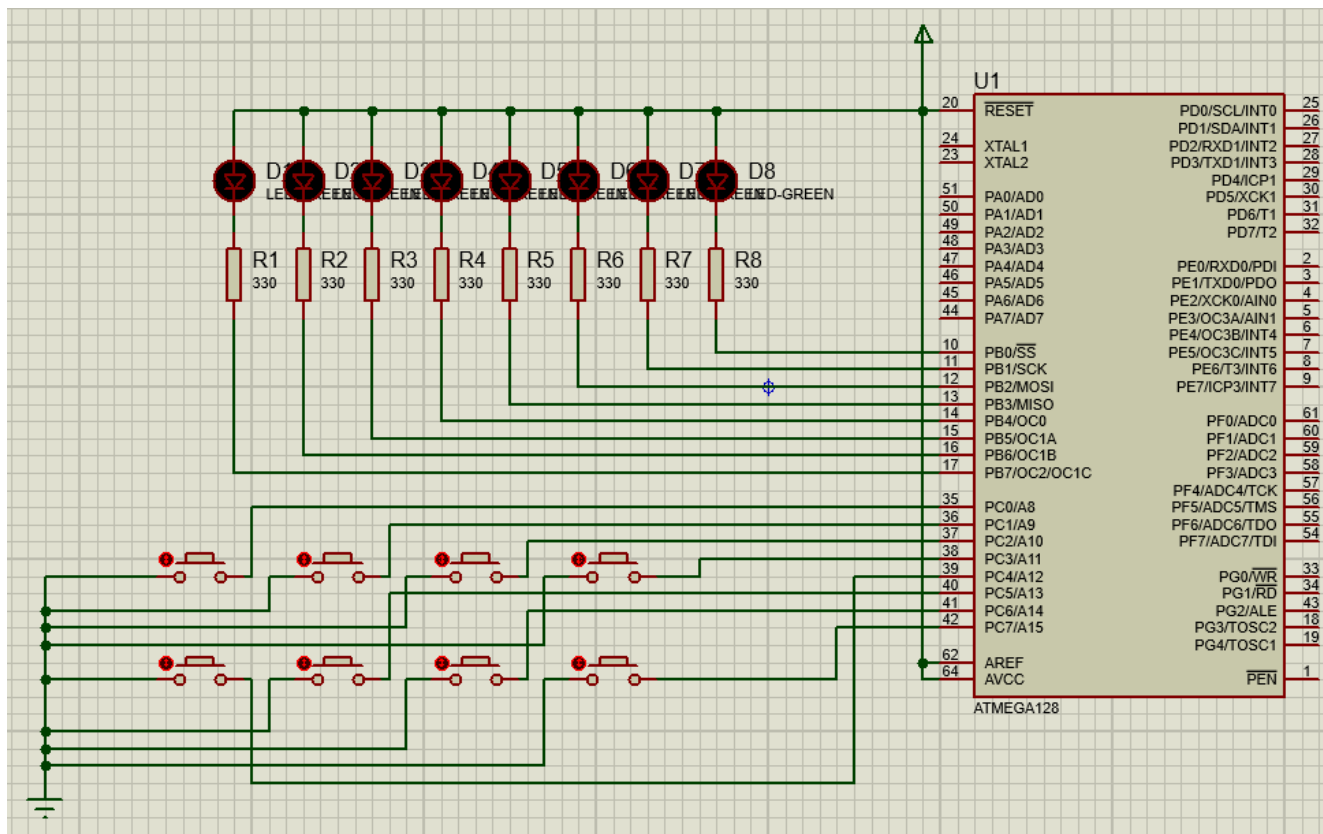 U1
20 RESET
24 XTAL1
23 XTAL2
51 PA0/AD0
50 PA1/AD1
49 PA2/AD2
48 PA3/AD3
47 PA4/AD4
46 PA5/AD5
45 PA6/AD6
44 PA7/AD7
10 PB0/SS
11 PB1/SCK
12 PB2/MOSI
13 PB3/MISO
14 PB4/OC0
15 PB5/OC1A
16 PB6/OC1B
17 PB7/OC2/OC1C
35 PC0/A8
36 PC1/A9
37 PC2/A10
38 PC3/A11
39 PC4/A12
40 PC5/A13
41 PC6/A14
42 PC7/A15
62 AREF
64 AVCC
PD0/SCL/INT0 25
PD1/SDA/INT1 26
PD2/RXD1/INT2 27
PD3/TXD1/INT3 28
PD4/ICP1 29
PD5/XCK1 30
PD6/T1 31
PD7/T2 32
PE0/RXD0/PDI 2
PE1/TXD0/PDO 3
PE2/XCK0/AIN0 4
PE3/OC3A/AIN1 5
PE4/OC3B/INT4 6
PE5/OC3C/INT5 7
PE6/T3/INT6 8
PE7/ICP3/INT7 9
PF0/ADC0 61
PF1/ADC1 60
PF2/ADC2 59
PF3/ADC3 58
PF4/ADC4/TCK 57
PF5/ADC5/TMS 56
PF6/ADC6/TDO 55
PF7/ADC7/TDI 54
PG0/WR 33
PG1/RD 34
PG2/ALE 43
PG3/TOSC2 18
PG4/TOSC1 19
PEN 1
ATMEGA128
D8
LED-GREEN
R1 R2 R3 R4 R5 R6 R7 R8
330 330 330 330 330 330 330 330